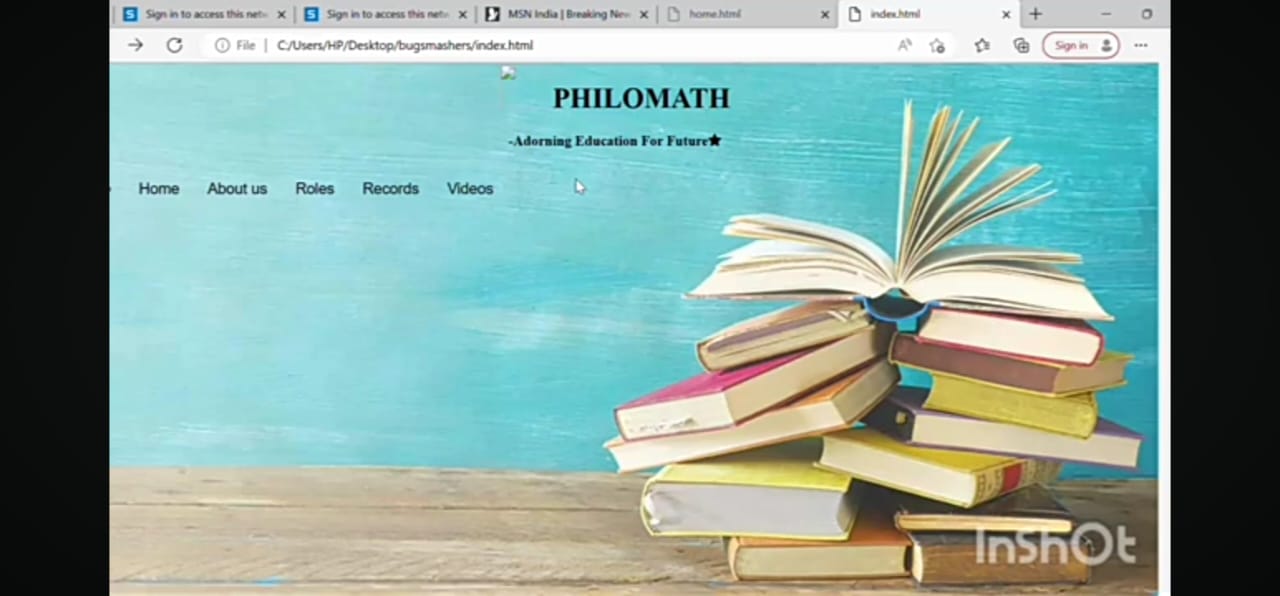 Sign in to access this netw
Sign in to access this netw
MSN India | Breaking New
home.html
index.html
File
C:/Users/HP/Desktop/bugsmashers/index.html
Sign in
PHILOMATH
-Adorning Education For Future★
Home About us Roles Records Videos
InShOt